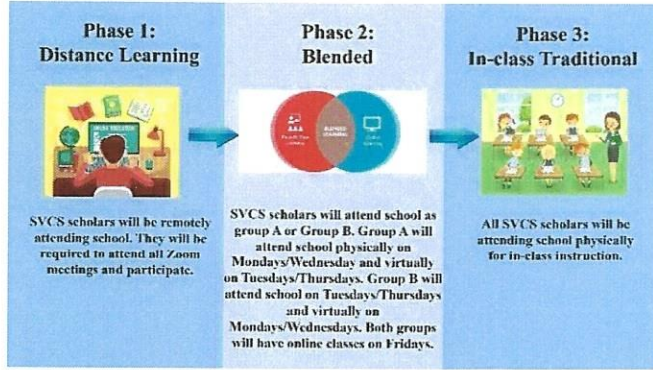 Phase 1:
Distance Learning
SVCS scholars will be remotely
attending school. They will be
required to attend all Zoom
meetings and participate.
Phase 2:
Blended
BLENDED
LEARNING
SVCS scholars will attend school as
group A or Group B. Group A will
attend school physically on
Mondays/Wednesday and virtually
on Tuesdays/Thursdays. Group B will
attend school on Tuesdays/Thursdays
and virtually on
Mondays/Wednesdays. Both groups
will have online classes on Fridays.
Phase 3:
In-class Traditional
All SVCS scholars will be
attending school physically
for in-class instruction.